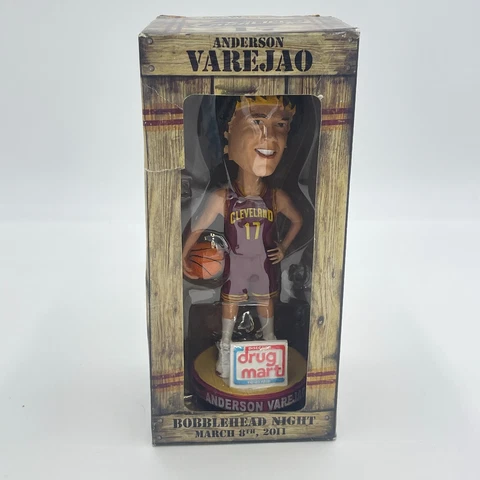 ANDERSON
VAREJAO
CLEVELAND
17
drug
mart
ANDERSON VAREJ
BOBBLEHEAD NIGHT
MARCH 8TH, 2011